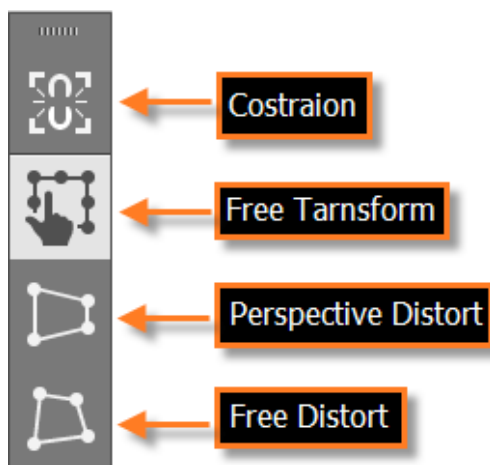 Costraion
Free Tarnsform
Perspective Distort
Free Distort